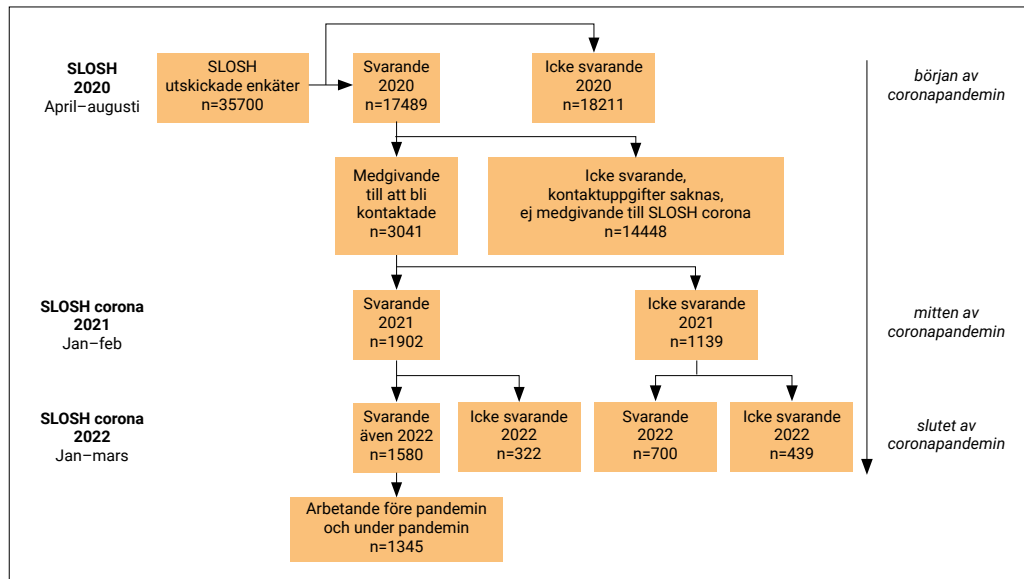 SLOSH
2020
April–augusti
SLOSH
utskickade enkäter
n=35700
Svarande
2020
n=17489
Icke svarande
2020
n=18211
början av
coronapandemin
Medgivande
till att bli
kontaktade
n=3041
Icke svarande,
kontaktuppgifter saknas,
ej medgivande till SLOSH corona
n=14448
SLOSH corona
2021
Jan–feb
Svarande
2021
n=1902
Icke svarande
2021
n=1139
mitten av
coronapandemin
SLOSH corona
2022
Jan–mars
Svarande
även 2022
n=1580
Icke svarande
2022
n=322
Svarande
2022
n=700
Icke svarande
2022
n=439
slutet av
coronapandemin
Arbetande före pandemin
och under pandemin
n=1345